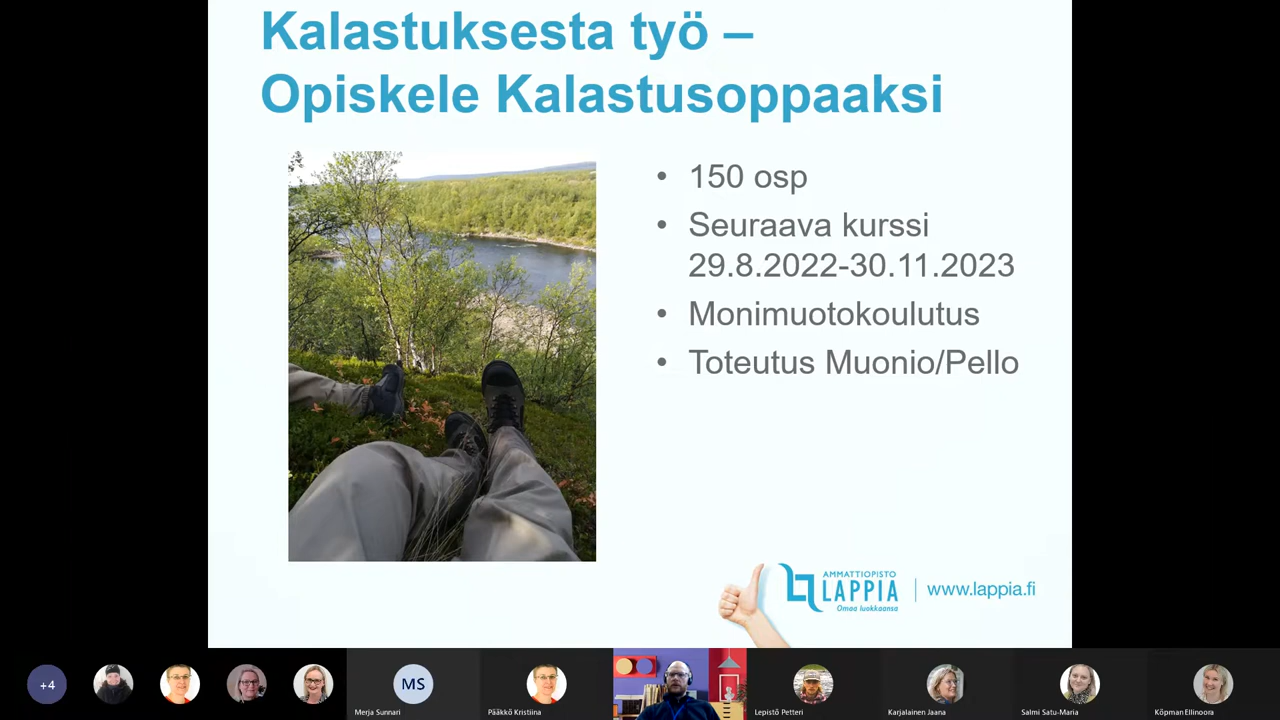 Kalastuksesta työ –
Opiskele Kalastusoppaaksi
• 150 osp
• Seuraava kurssi
29.8.2022-30.11.2023
• Monimuotokoulutus
• Toteutus Muonio/Pello
AMMATTIOPISTO
LAPPIA
Omaa luokkaansa
www.lappia.fi
+4
MS
Merja Sunnari
Pääkkö Kristiina
Lepistö Petteri
Karjalainen Jaana
Salmi Satu-Maria
Köpman Ellinoora